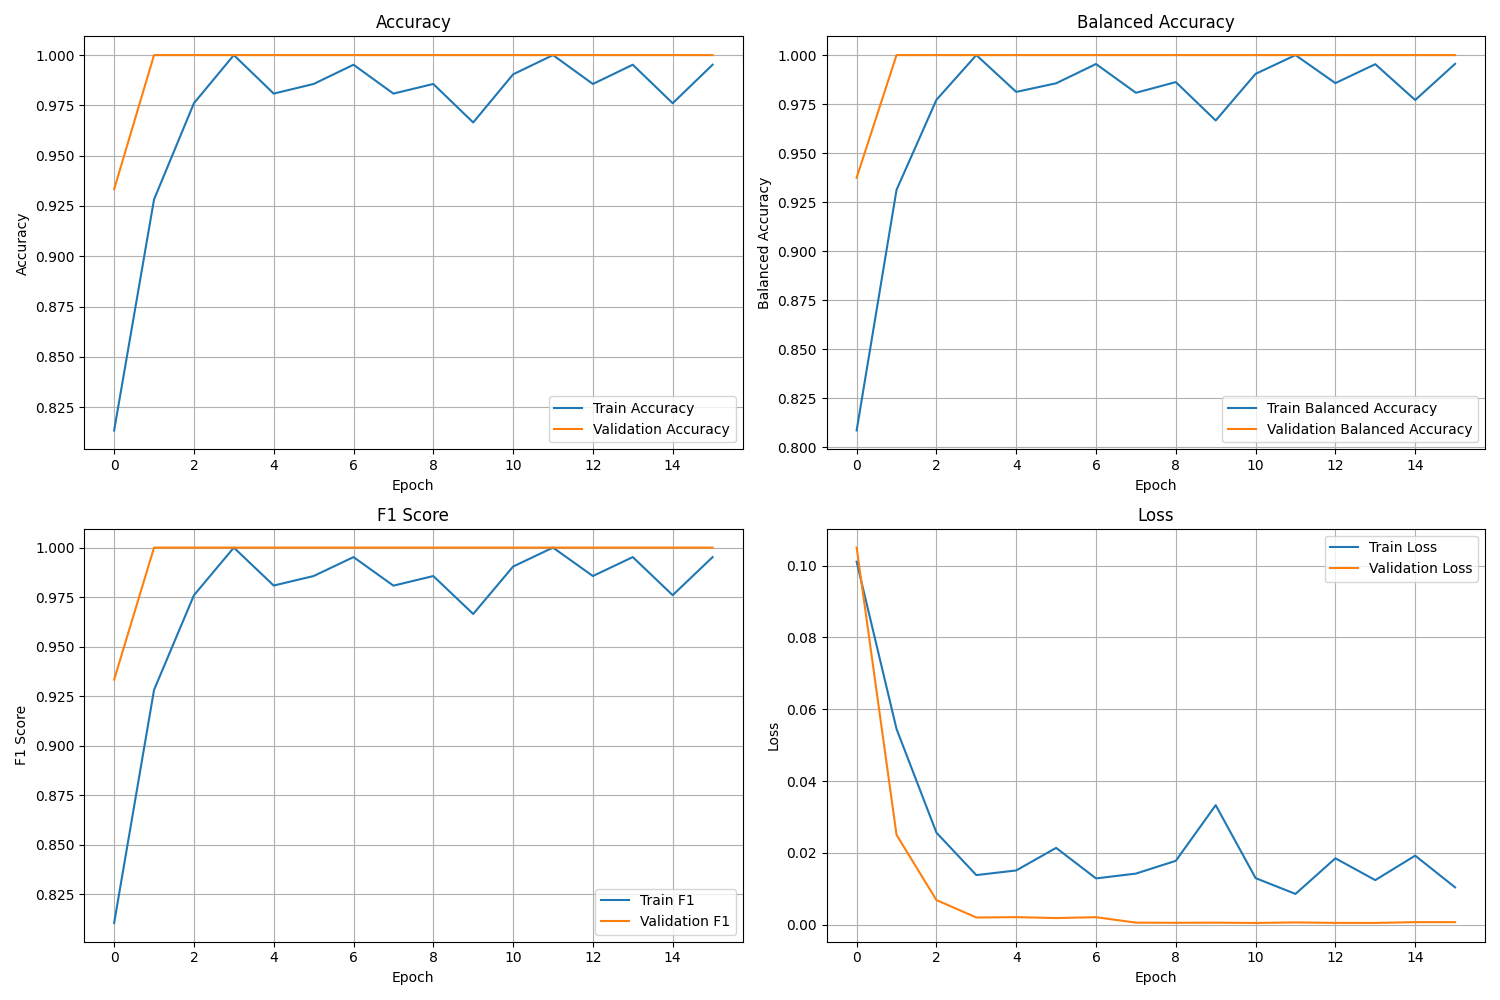 Accuracy
1.000
0.975
0.950
0.925
0.900
0.875
0.850
0.825
Accuracy
Train Accuracy
Validation Accuracy
0 2 4 6 8 10 12 14
Epoch
Balanced Accuracy
1.000
0.975
0.950
0.925
0.900
0.875
0.850
0.825
0.800
Balanced Accuracy
Train Balanced Accuracy
Validation Balanced Accuracy
0 2 4 6 8 10 12 14
Epoch
F1 Score
1.000
0.975
0.950
0.925
0.900
0.875
0.850
0.825
F1 Score
Train F1
Validation F1
0 2 4 6 8 10 12 14
Epoch
Loss
Train Loss
Validation Loss
0.10
0.08
0.06
0.04
0.02
0.00
Loss
0 2 4 6 8 10 12 14
Epoch